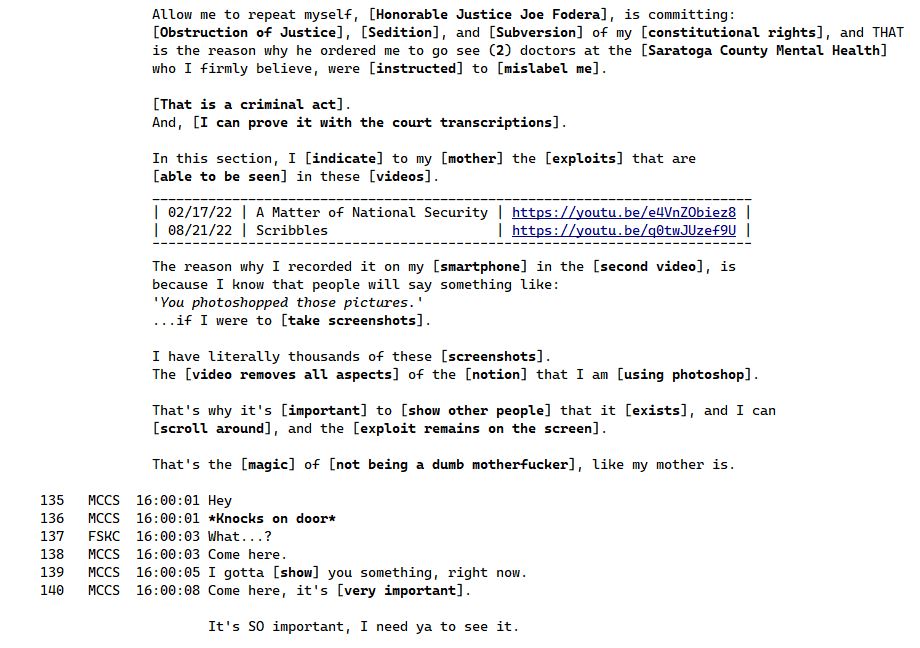 Allow me to repeat myself, [Honorable Justice Joe Fodera], is committing:
[Obstruction of Justice], [Sedition], and [Subversion] of my [constitutional rights], and THAT
is the reason why he ordered me to go see (2) doctors at the [Saratoga County Mental Health]
who I firmly believe, were [instructed] to [mislabel me].
[That is a criminal act].
And, [I can prove it with the court transcriptions].
In this section, I [indicate] to my [mother] the [exploits] that are
[able to be seen] in these [videos].
| 02/17/22 | A Matter of National Security | https://youtu.be/e4VnZObiez8 |
| 08/21/22 | Scribbles | https://youtu.be/q0twJUzef9U |
The reason why I recorded it on my [smartphone] in the [second video], is
because I know that people will say something like:
'You photoshopped those pictures.'
...if I were to [take screenshots].
I have literally thousands of these [screenshots].
The [video removes all aspects] of the [notion] that I am [using photoshop].
That's why it's [important] to [show other people] that it [exists], and I can
[scroll around], and the [exploit remains on the screen].
That's the [magic] of [not being a dumb motherfucker], like my mother is.
135 MCCS 16:00:01 Hey
136 MCCS 16:00:01 *Knocks on door*
137 FSKC 16:00:03 What...?
138 MCCS 16:00:03 Come here.
139 MCCS 16:00:05 I gotta [show] you something, right now.
140 MCCS 16:00:08 Come here, it's [very important].
It's SO important, I need ya to see it.